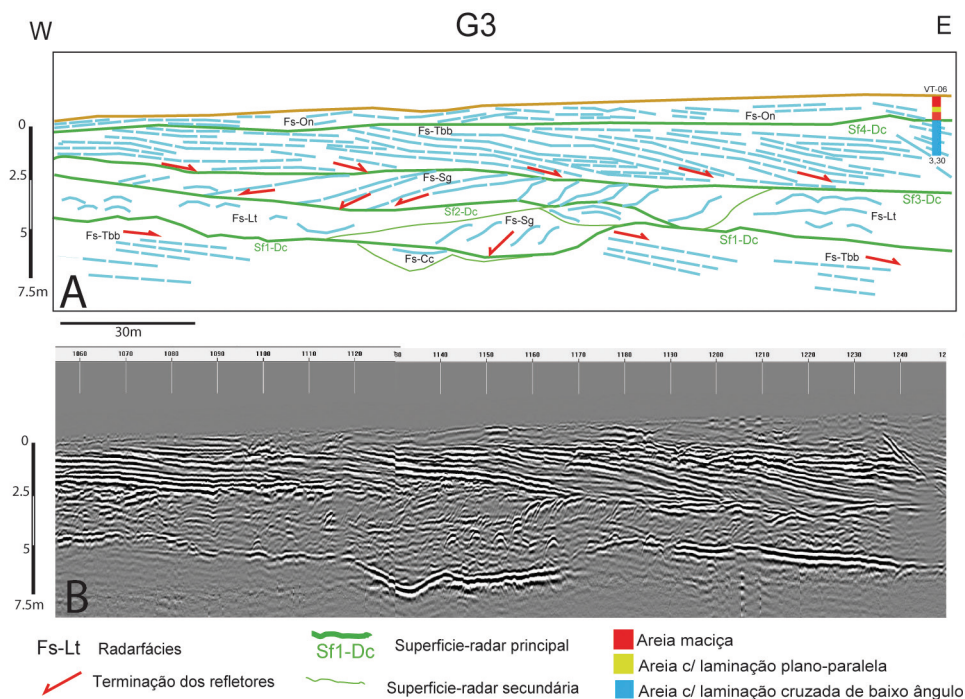 G3
W
E
VT-06
Fs-On
Fs-On
0
Fs-Tbb
Sf4-Dc
3,30
2.5
Fs-Sg
Sf3-Dc
Sf2-Dc
Fs-Lt
Fs-Sg
Fs-Lt
5
Fs-Tbb
Sf1-Dc
Sf1-Dc
Fs-Cc
Fs-Tbb
7.5m
A
30m
1060 1070 1080 1090 1100 1110 1120 1140 1150 1160 1170 1180 1190 1200 1210 1220 1230 1240
0
2.5
5
7.5m
B
Fs-Lt Radarfácies
Terminação dos refletores
Sf1-Dc Superficie-radar principal
Superficie-radar secundária
Areia maciça
Areia c/ laminação plano-paralela
Areia c/ laminação cruzada de baixo ângulo